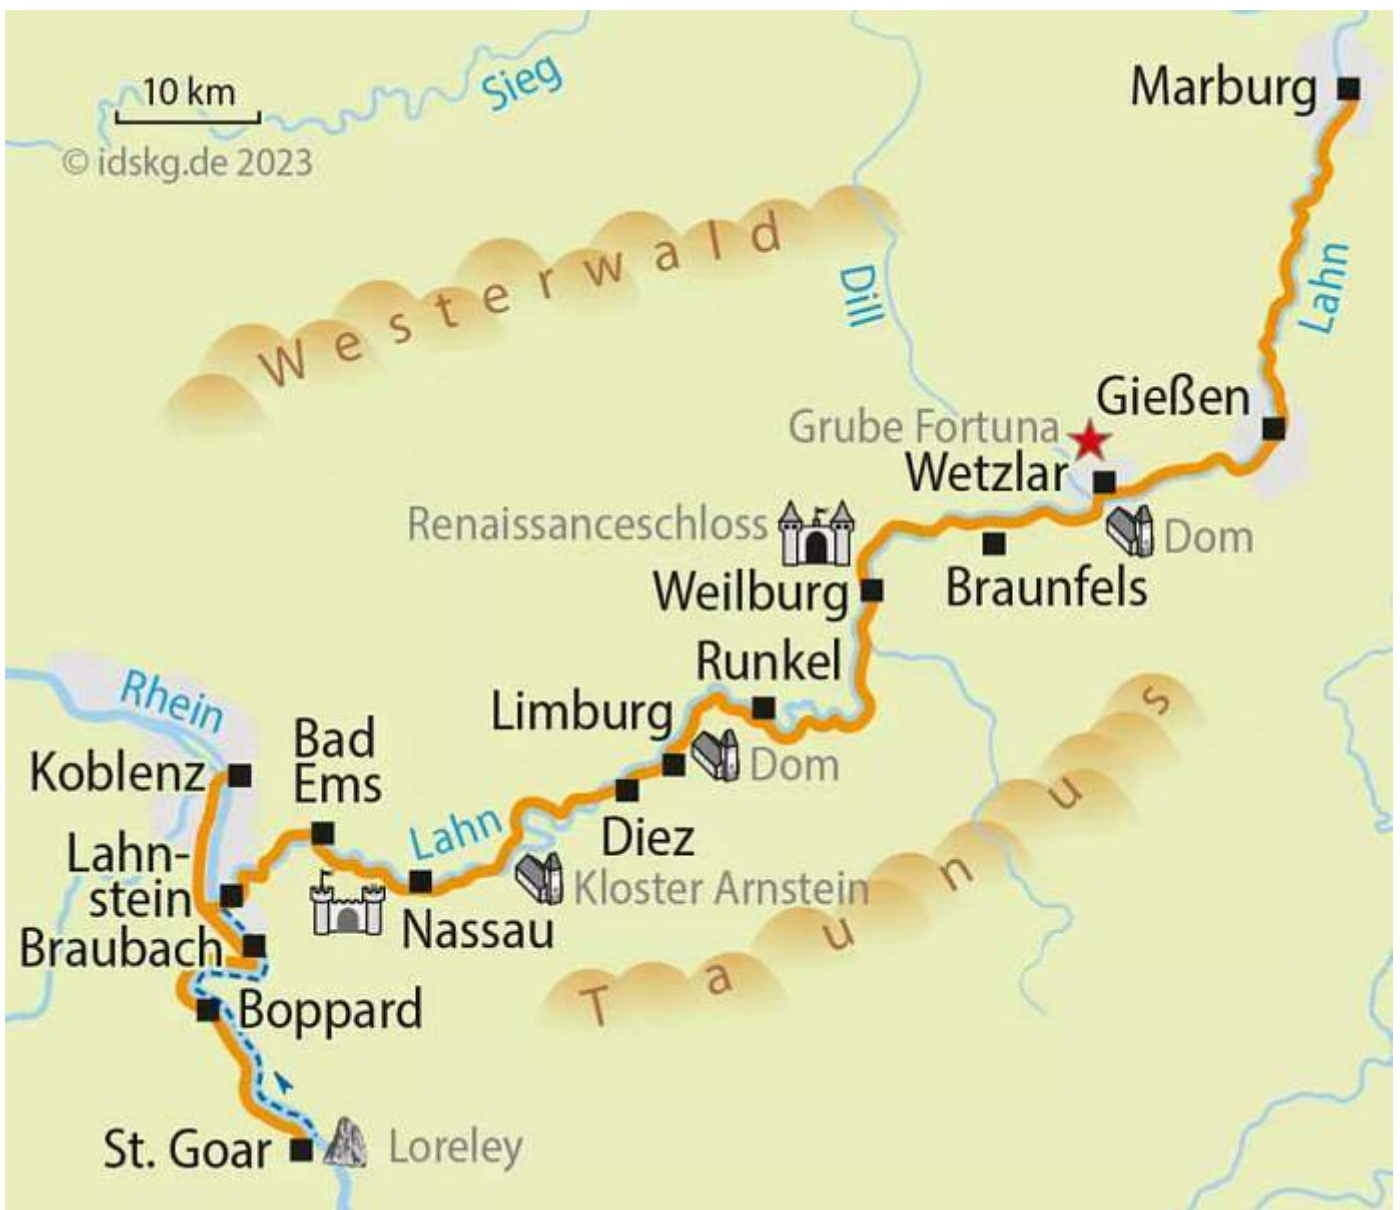 Sieg
10 km
© idskg.de 2023
Marburg
Westerwald
Dill
Lahn
Gießen
Grube Fortuna
Wetzlar
Renaissanceschloss
Dom
Weilburg
Braunfels
Runkel
Rhein
Limburg
Taunus
Bad
Ems
Dom
Koblenz
Lahn
Diez
Lahn-
stein
Kloster Arnstein
Nassau
Braubach
Boppard
St. Goar
Loreley